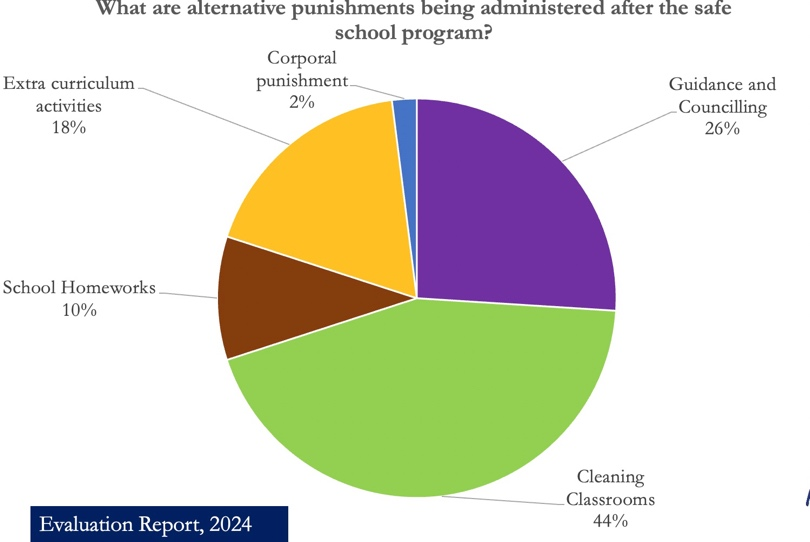 What are alternative punishments being administered after the safe
school program?
Corporal
punishment
2%
Extra curriculum
activities
18%
Guidance and
Councilling
26%
School Homeworks
10%
Cleaning
Classrooms
44%
Evaluation Report, 2024